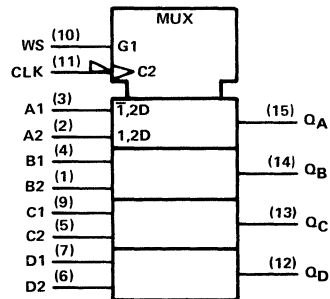 MUX
WS (10) G1
CLK (11) C2
A1 (3) 1̅,2D
A2 (2) 1,2D
(15) QA
B1 (4)
B2 (1)
(14) QB
C1 (9)
C2 (5)
(13) QC
D1 (7)
D2 (6)
(12) QD